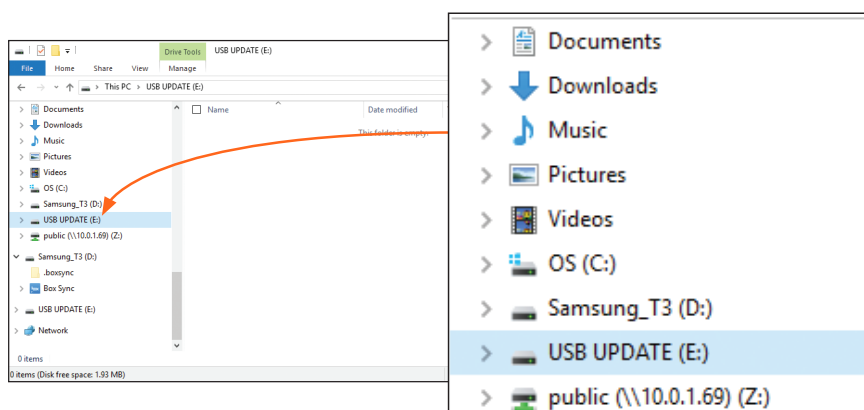 Drive Tools USB UPDATE (E:)
File Home Share View Manage
This PC > USB UPDATE (E:)
Name Date modified
This folder is empty.
Documents
Downloads
Music
Pictures
Videos
OS (C:)
Samsung_T3 (D:)
USB UPDATE (E:)
public (\\10.0.1.69) (Z:)
Samsung_T3 (D:)
.boxsync
Box Sync
USB UPDATE (E:)
Network
0 items
0 items (Disk free space: 1.93 MB)
Documents
Downloads
Music
Pictures
Videos
OS (C:)
Samsung_T3 (D:)
USB UPDATE (E:)
public (\\10.0.1.69) (Z:)